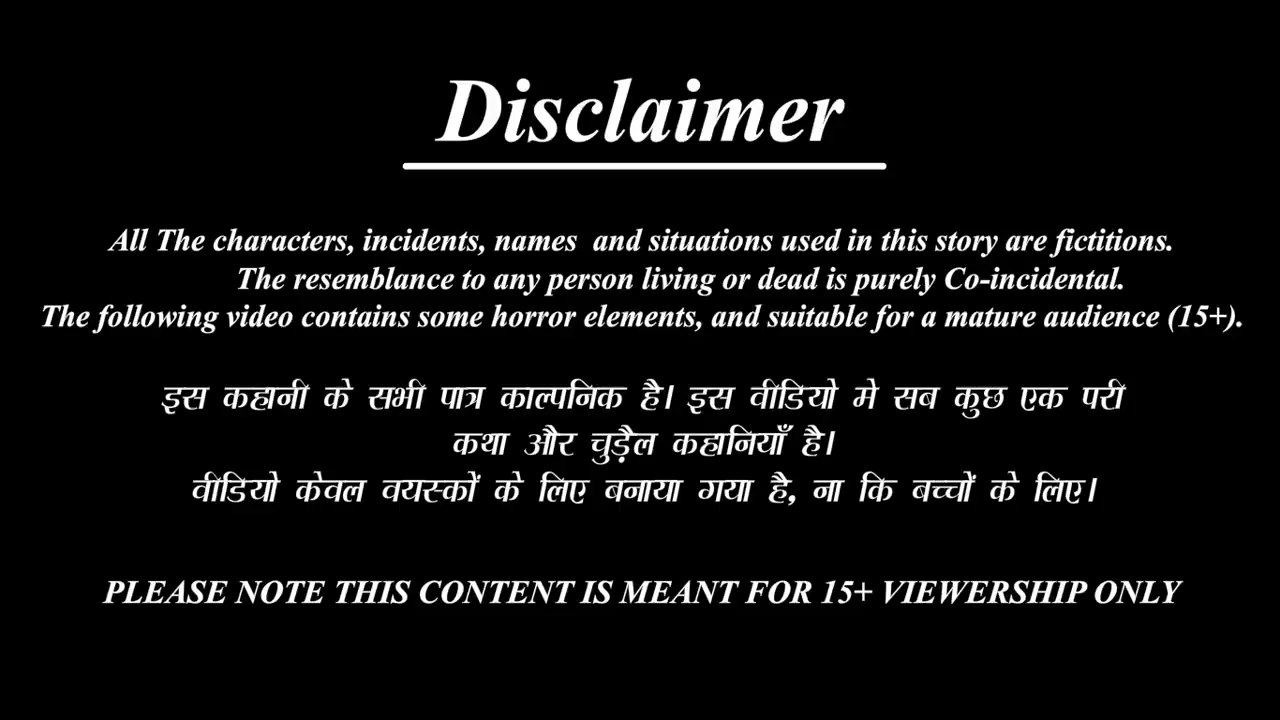 Disclaimer
All The characters, incidents, names and situations used in this story are fictitions.
The resemblance to any person living or dead is purely Co-incidental.
The following video contains some horror elements, and suitable for a mature audience (15+).
इस कहानी के सभी पात्र काल्पनिक है। इस वीडियो मे सब कुछ एक परी
कथा और चुड़ैल कहानियाँ है।
वीडियो केवल वयस्कों के लिए बनाया गया है, ना कि बच्चों के लिए।
PLEASE NOTE THIS CONTENT IS MEANT FOR 15+ VIEWERSHIP ONLY